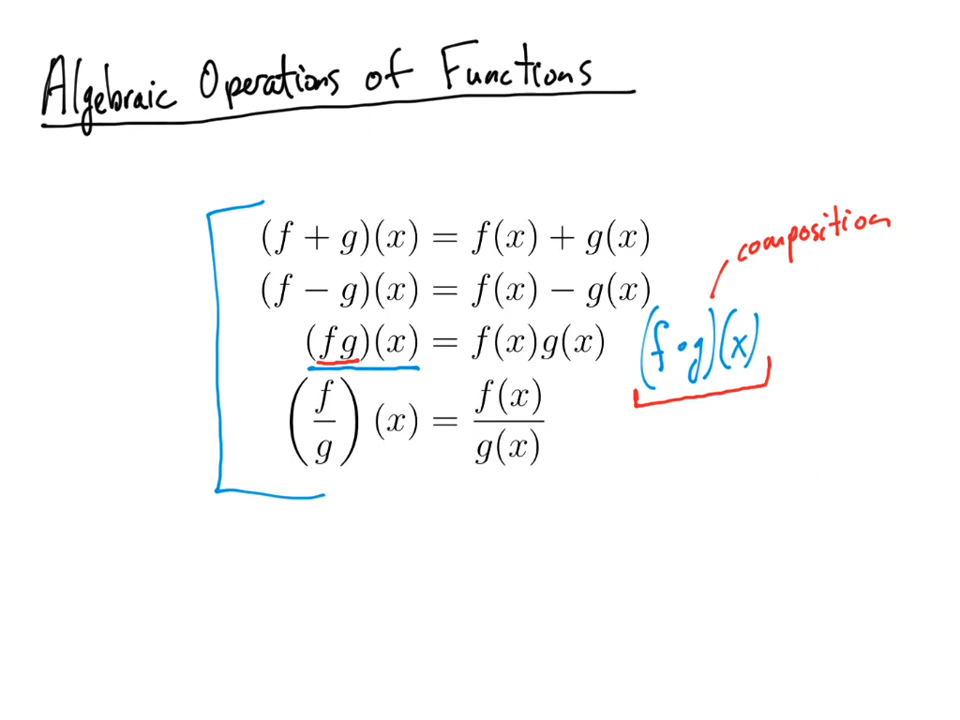 Algebraic Operations of Functions
(f + g)(x) = f(x) + g(x)
composition
(f − g)(x) = f(x) − g(x)
(fg)(x) = f(x)g(x)
(f·g)(x)
(f/g)(x) = f(x)/g(x)